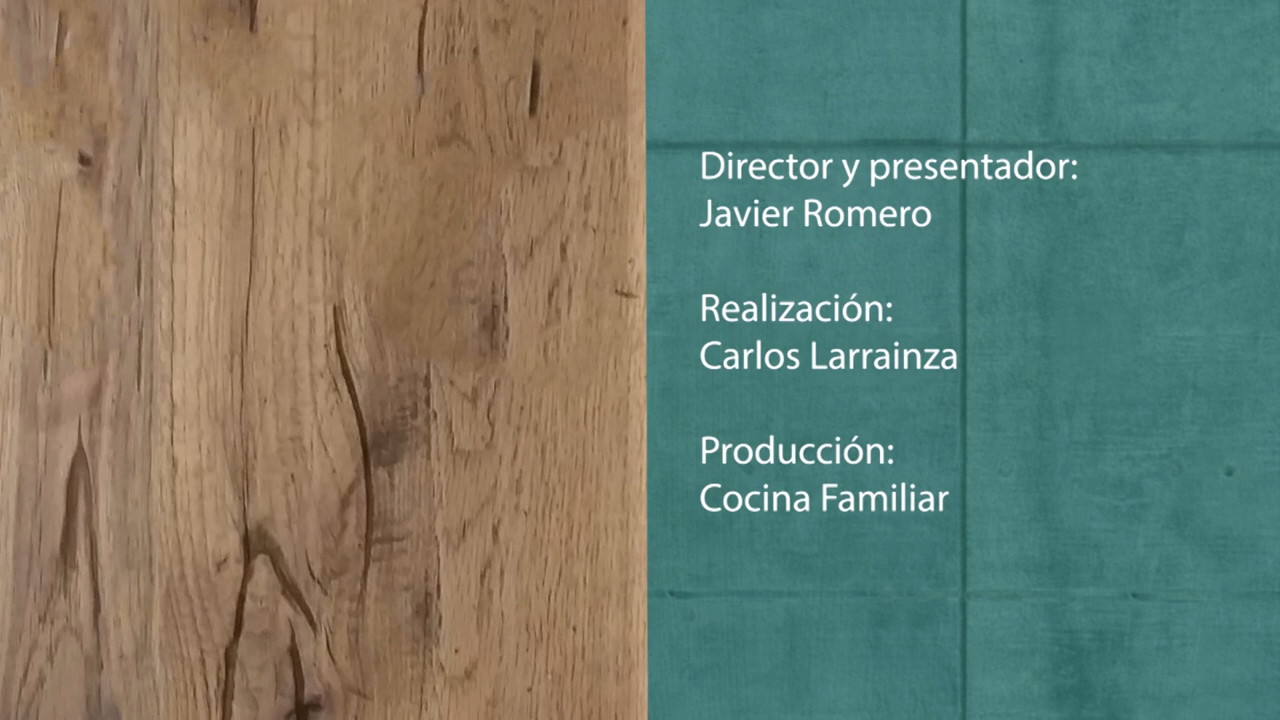 Director y presentador:
Javier Romero
Realización:
Carlos Larrainza
Producción:
Cocina Familiar